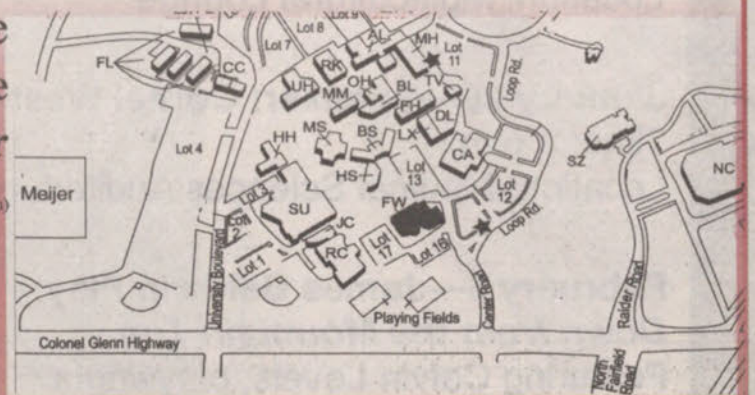 Lot 9
Lot 8
Lot 7
AL
MH
Lot 11
FL
CC
RK
OH
TV
UH
MM
BL
FH
DL
Loop Rd.
MS
BS
LX
HH
CA
SZ
Lot 4
HS
Lot 13
NC
Meijer
Lot 3
SU
FW
Lot 12
Loop Rd.
Lot 2
JC
Lot 1
RC
Lot 17
Lot 16
University Boulevard
Center Road
Raider Road
Playing Fields
Colonel Glenn Highway
North Fairfield Road